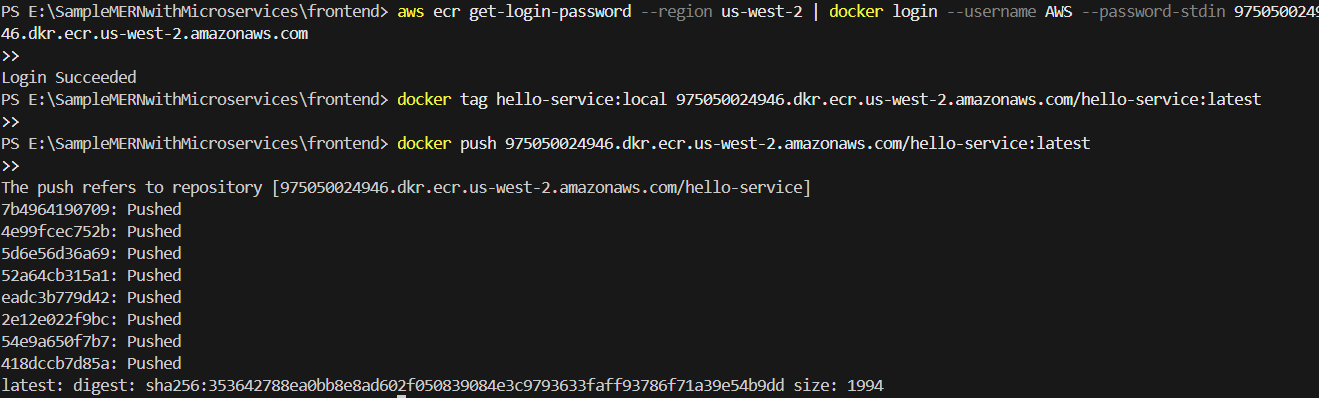 PS E:\SampleMERNwithMicroservices\frontend> aws ecr get-login-password --region us-west-2 | docker login --username AWS --password-stdin 9750500249
46.dkr.ecr.us-west-2.amazonaws.com
>>
Login Succeeded
PS E:\SampleMERNwithMicroservices\frontend> docker tag hello-service:local 975050024946.dkr.ecr.us-west-2.amazonaws.com/hello-service:latest
>>
PS E:\SampleMERNwithMicroservices\frontend> docker push 975050024946.dkr.ecr.us-west-2.amazonaws.com/hello-service:latest
>>
The push refers to repository [975050024946.dkr.ecr.us-west-2.amazonaws.com/hello-service]
7b4964190709: Pushed
4e99fcec752b: Pushed
5d6e56d36a69: Pushed
52a64cb315a1: Pushed
eadc3b779d42: Pushed
2e12e022f9bc: Pushed
54e9a650f7b7: Pushed
418dccb7d85a: Pushed
latest: digest: sha256:353642788ea0bb8e8ad602f050839084e3c9793633faff93786f71a39e54b9dd size: 1994